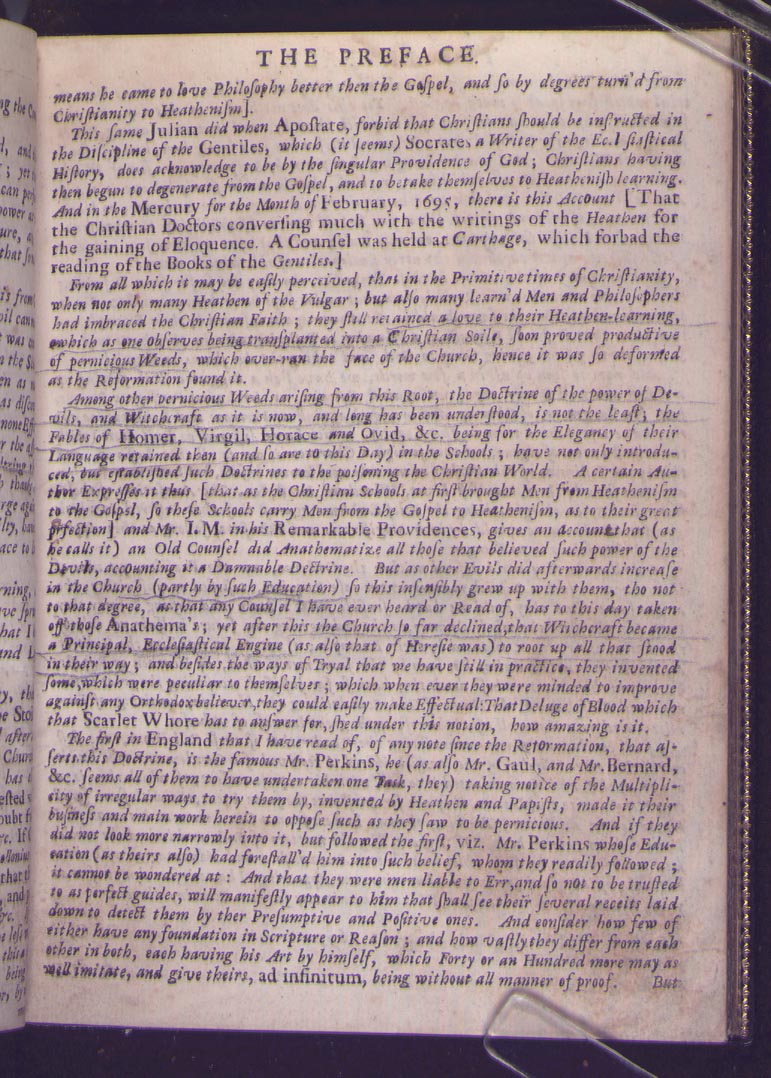 THE PREFACE.
means he came to love Philosophy better then the Gospel, and so by degrees turn'd from
Christianity to Heathenism].
This same Julian did when Apostate, forbid that Christians should be instructed in
the Discipline of the Gentiles, which (it seems) Socrates a Writer of the Ecclesiastical
History, does acknowledge to be by the singular Providence of God; Christians having
then begun to degenerate from the Gospel, and to betake themselves to Heathenish learning.
And in the Mercury for the Month of February, 1695, there is this Account [That
the Christian Doctors conversing much with the writings of the Heathen for
the gaining of Eloquence. A Counsel was held at Carthage, which forbad the
reading of the Books of the Gentiles.]
From all which it may be easily perceived, that in the Primitive times of Christianity,
when not only many Heathen of the Vulgar; but also many learn'd Men and Philosophers
had imbraced the Christian Faith; they still retained a love to their Heathen-learning,
which as one observes being transplanted into a Christian Soile, soon proved productive
of pernicious Weeds, which over-ran the face of the Church, hence it was so deformed
as the Reformation found it.
Among other pernicious Weeds arising from this Root, the Doctrine of the power of De-
vils, and Witchcraft as it is now, and long has been understood, is not the least; the
Fables of Homer, Virgil, Horace and Ovid, &c. being for the Elegancy of their
Language retained then (and so are to this Day) in the Schools; have not only introdu-
ced, but established such Doctrines to the poisoning the Christian World. A certain Au-
thor Expresses it thus [that as the Christian Schools at first brought Men from Heathenism
to the Gospel, so these Schools carry Men from the Gospel to Heathenism, as to their great
prfection] and Mr. I. M. in his Remarkable Providences, gives an account that (as
he calls it) an Old Counsel did Anathematize all those that believed such power of the
Devils, accounting it a Damnable Doctrine. But as other Evils did afterwards increase
in the Church (partly by such Education) so this insensibly grew up with them, tho not
to that degree, as that any Counsel I have ever heard or Read of, has to this day taken
off those Anathema's; yet after this the Church so far declined, that Witchcraft became
a Principal, Ecclesiastical Engine (as also that of Heresie was) to root up all that stood
in their way; and besides the ways of Tryal that we have still in practice, they invented
some, which were peculiar to themselves; which when ever they were minded to improve
against any Orthodox believer, they could easily make Effectual: That Deluge of Blood which
that Scarlet Whore has to answer for, shed under this notion, how amazing is it.
The first in England that I have read of, of any note since the Reformation, that as-
serts this Doctrine, is the famous Mr. Perkins, he (as also Mr. Gaul, and Mr. Bernard,
&c. seems all of them to have undertaken one Task, they) taking notice of the Multipli-
city of irregular ways to try them by, invented by Heathen and Papists, made it their
business and main work herein to oppose such as they saw to be pernicious. And if they
did not look more narrowly into it, but followed the first, viz. Mr. Perkins whose Edu-
cation (as theirs also) had forestall'd him into such belief, whom they readily followed;
it cannot be wondered at: And that they were men liable to Err, and so not to be trusted
to as perfect guides, will manifestly appear to him that shall see their several receits laid
down to detect them by ther Presumptive and Positive ones. And consider how few of
either have any foundation in Scripture or Reason; and how vastly they differ from each
other in both, each having his Art by himself, which Forty or an Hundred more may as
well imitate, and give theirs, ad infinitum, being without all manner of proof.
But